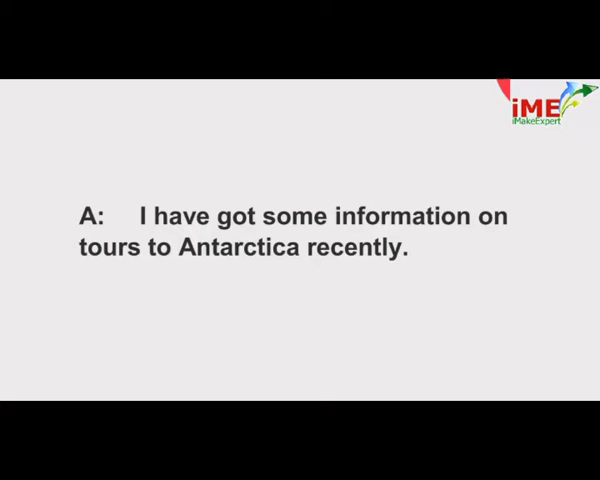 iME
iMakeExpert
A: I have got some information on
tours to Antarctica recently.